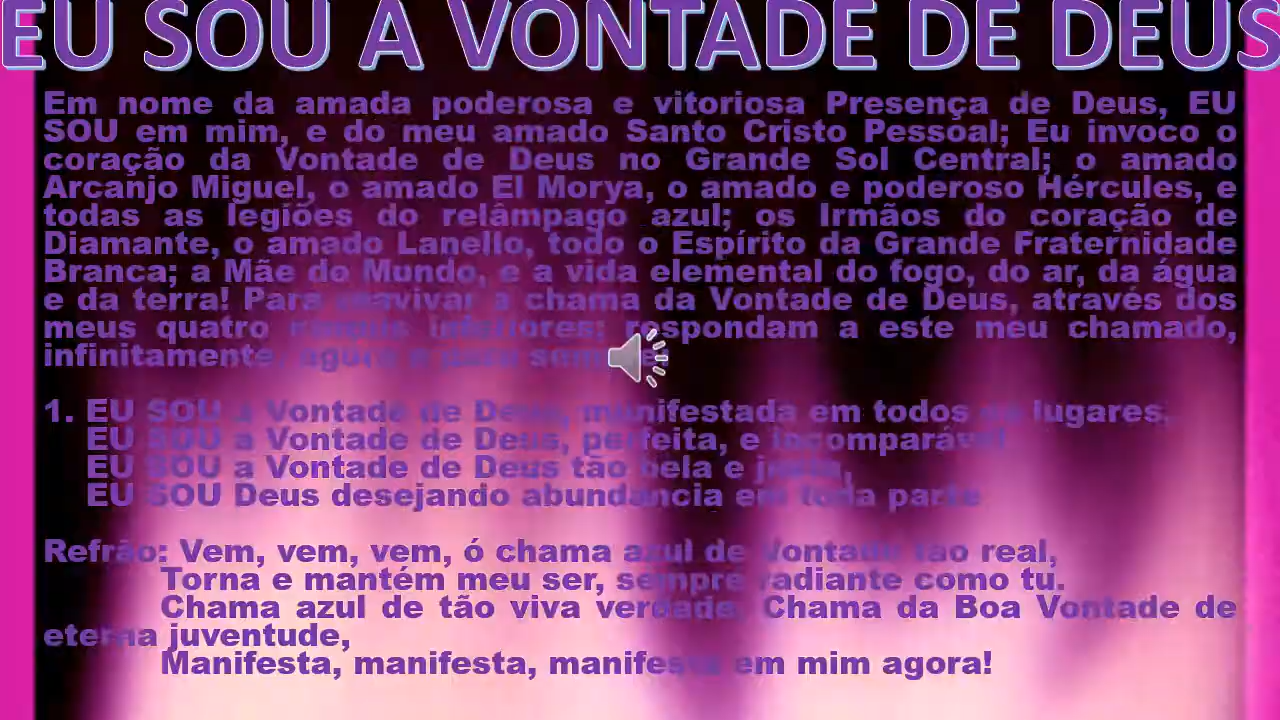 EU SOU A VONTADE DE DEUS
Em nome da amada poderosa e vitoriosa Presença de Deus, EU
SOU em mim, e do meu amado Santo Cristo Pessoal; Eu invoco o
coração da Vontade de Deus no Grande Sol Central; o amado
Arcanjo Miguel, o amado El Morya, o amado e poderoso Hércules, e
todas as legiões do relâmpago azul; os Irmãos do coração de
Diamante, o amado Lanello, todo o Espírito da Grande Fraternidade
Branca; a Mãe do Mundo, e a vida elemental do fogo, do ar, da água
e da terra! Para reavivar a chama da Vontade de Deus, através dos
meus quatro corpos inferiores; respondam a este meu chamado,
infinitamente, agora e para sempre!
1. EU SOU a Vontade de Deus, manifestada em todos os lugares,
EU SOU a Vontade de Deus, perfeita, e incomparável
EU SOU a Vontade de Deus tão bela e justa,
EU SOU Deus desejando abundancia em toda parte
Refrão: Vem, vem, vem, ó chama azul de Vontade tao real,
Torna e mantém meu ser, sempre radiante como tu.
Chama azul de tão viva verdade, Chama da Boa Vontade de
eterna juventude,
Manifesta, manifesta, manifesta em mim agora!